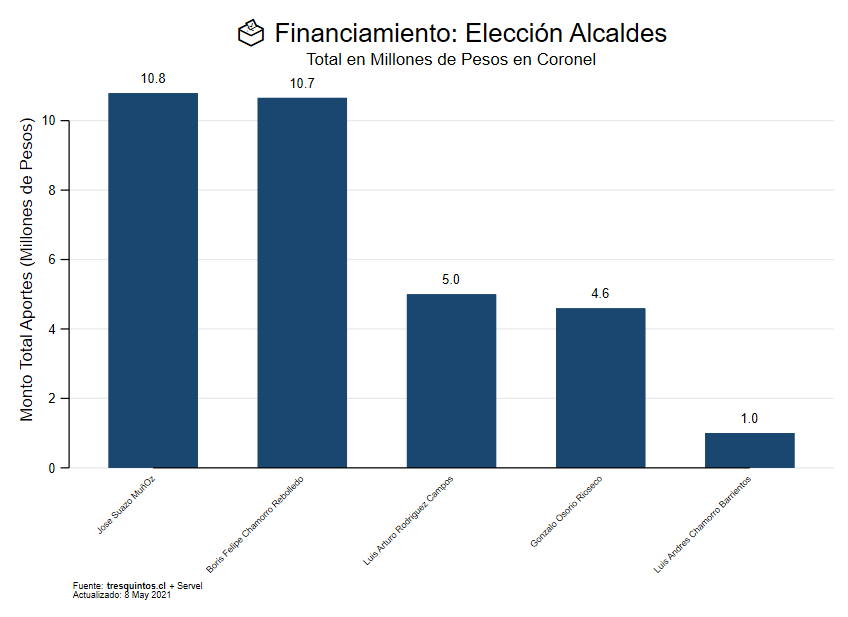 Financiamiento: Elección Alcaldes
Total en Millones de Pesos en Coronel
Monto Total Aportes (Millones de Pesos)
10
8
6
4
2
0
10.8
10.7
5.0
4.6
1.0
Jose Suazo MuñOz
Boris Felipe Chamorro Rebolledo
Luis Arturo Rodriguez Campos
Gonzalo Osorio Rioseco
Luis Andres Chamorro Barrientos
Fuente: tresquintos.cl + Servel
Actualizado: 8 May 2021